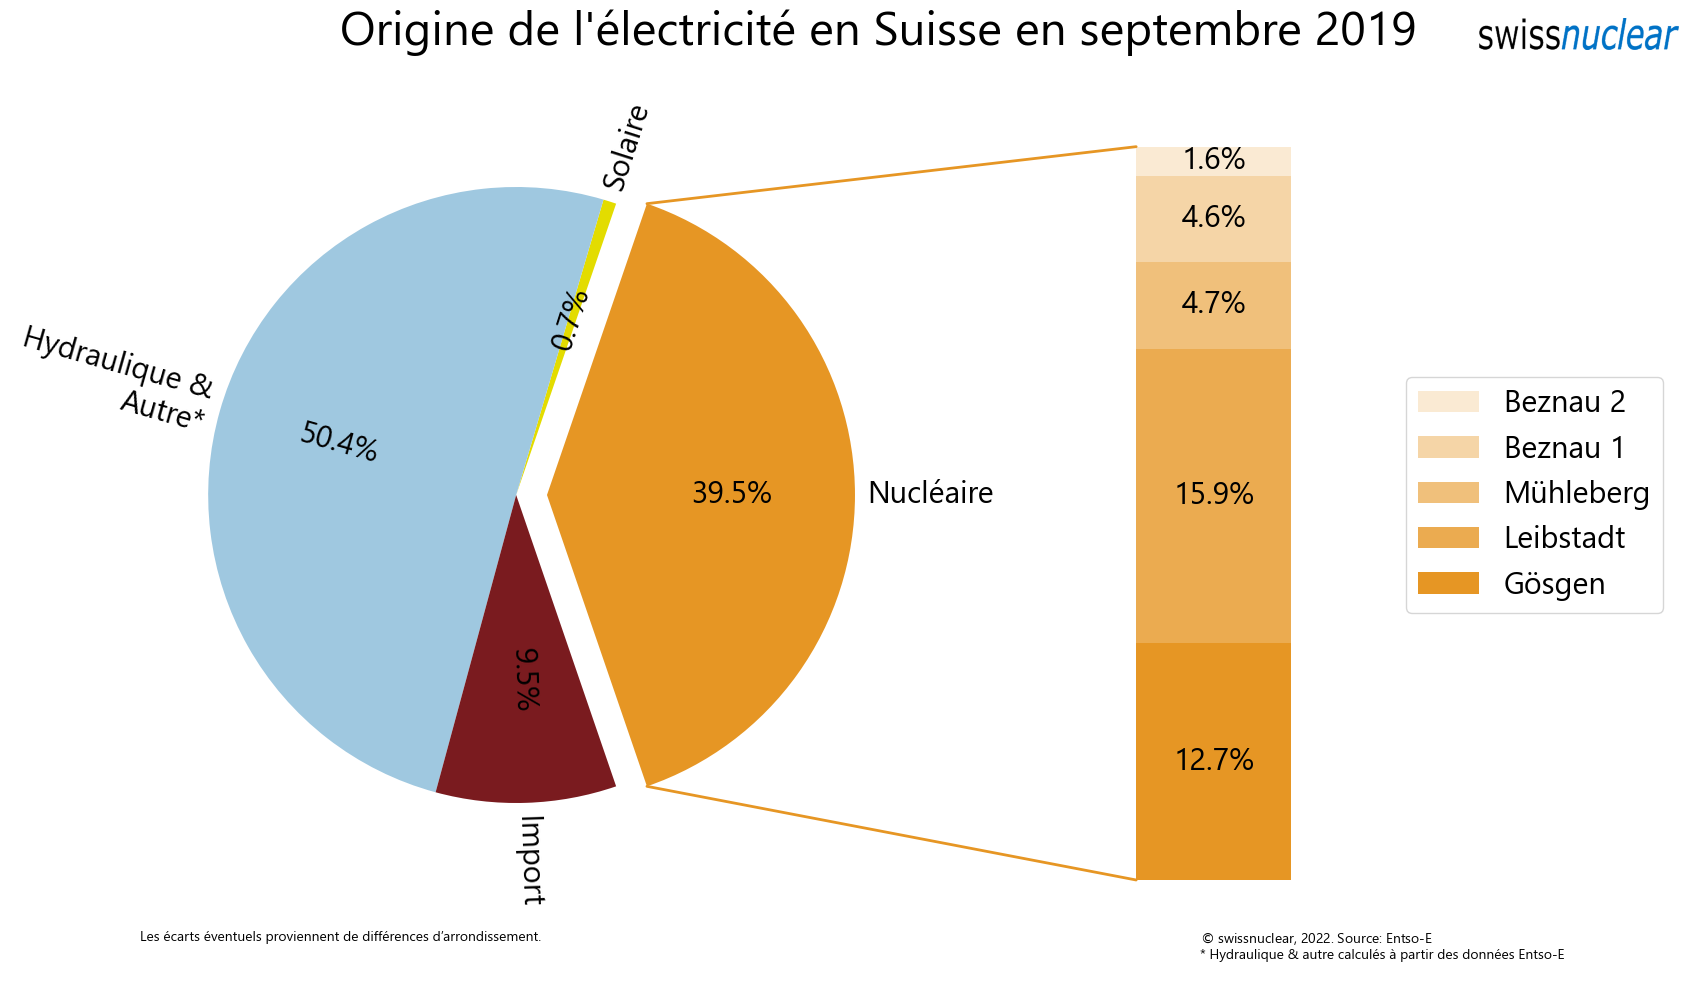 Origine de l'électricité en Suisse en septembre 2019
swissnuclear
Solaire
0.7%
Hydraulique &
Autre*
50.4%
39.5%
Nucléaire
9.5%
Import
1.6%
4.6%
4.7%
15.9%
12.7%
Beznau 2
Beznau 1
Mühleberg
Leibstadt
Gösgen
Les écarts éventuels proviennent de différences d’arrondissement.
© swissnuclear, 2022. Source: Entso-E
* Hydraulique & autre calculés à partir des données Entso-E